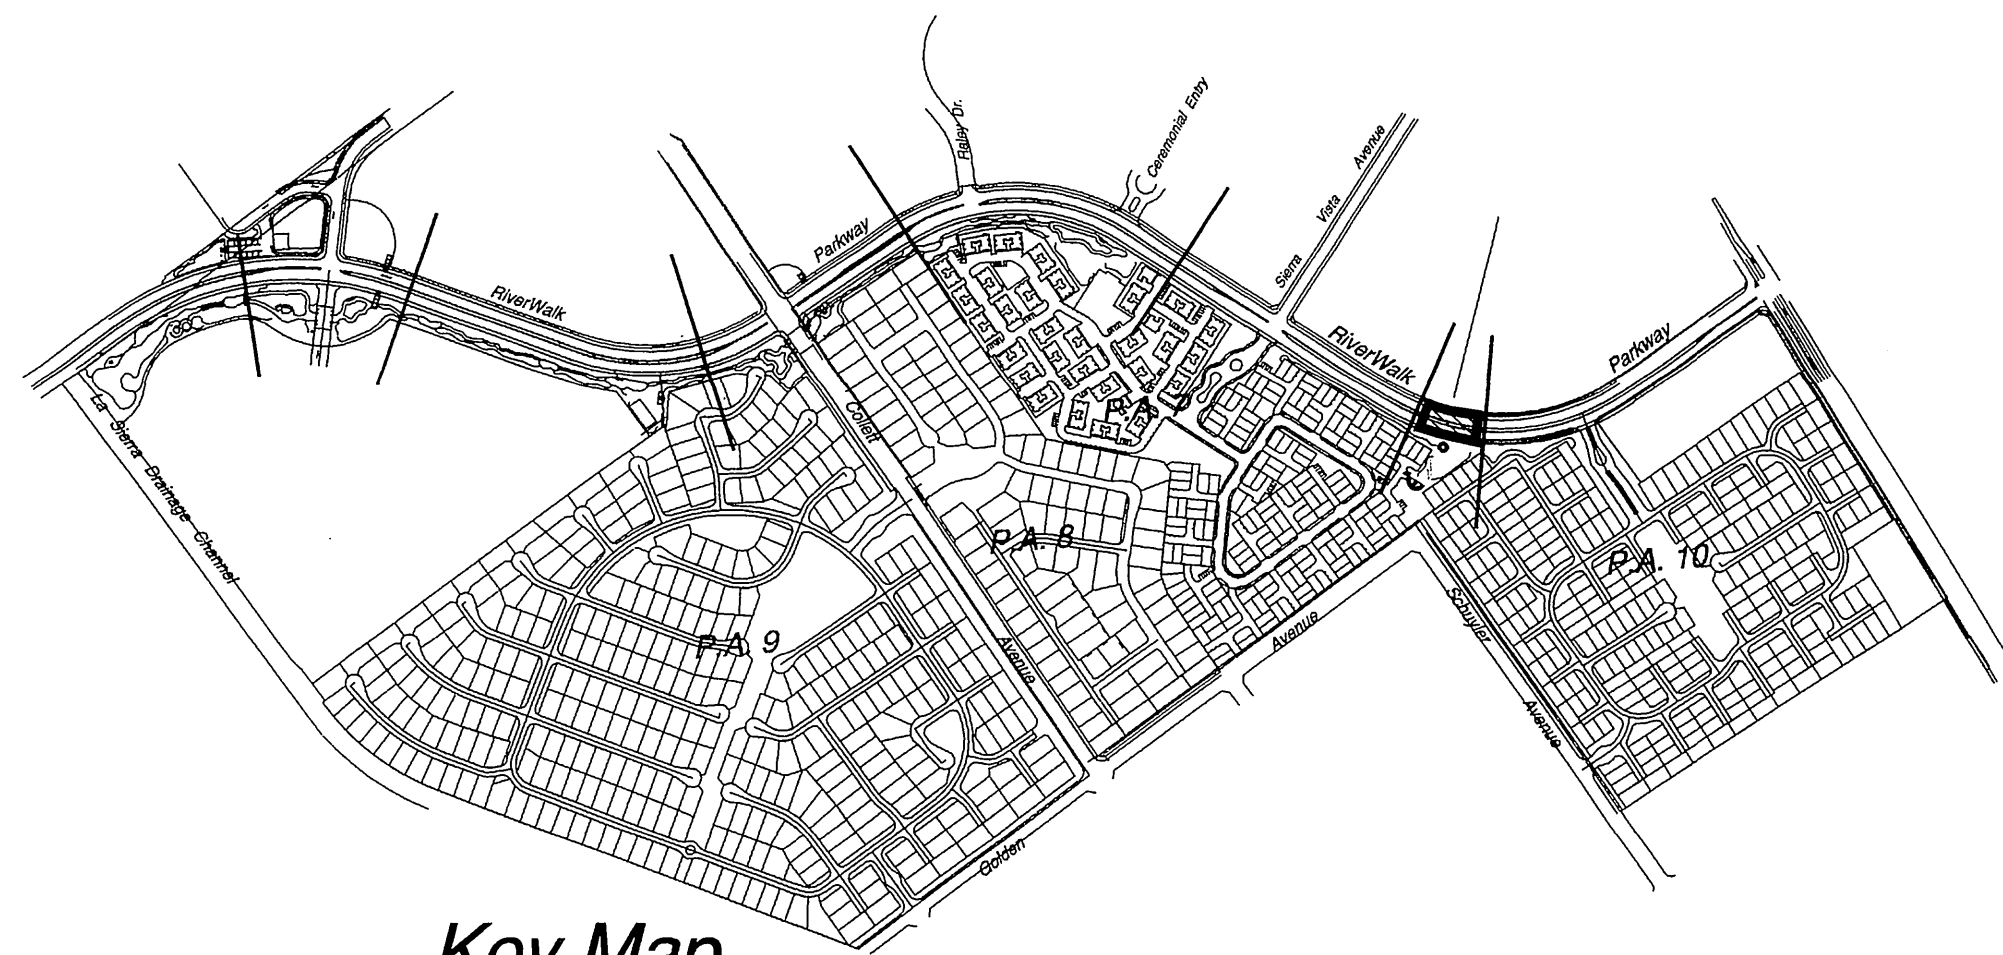 Raley Dr.
Ceremonial Entry
Sierra Vista Avenue
Parkway
RiverWalk
RiverWalk
Parkway
La Sierra Drainage Channel
Collett Avenue
P.A. 8
P.A. 9
P.A. 10
Schuyler Avenue
Golden Avenue
Key Map